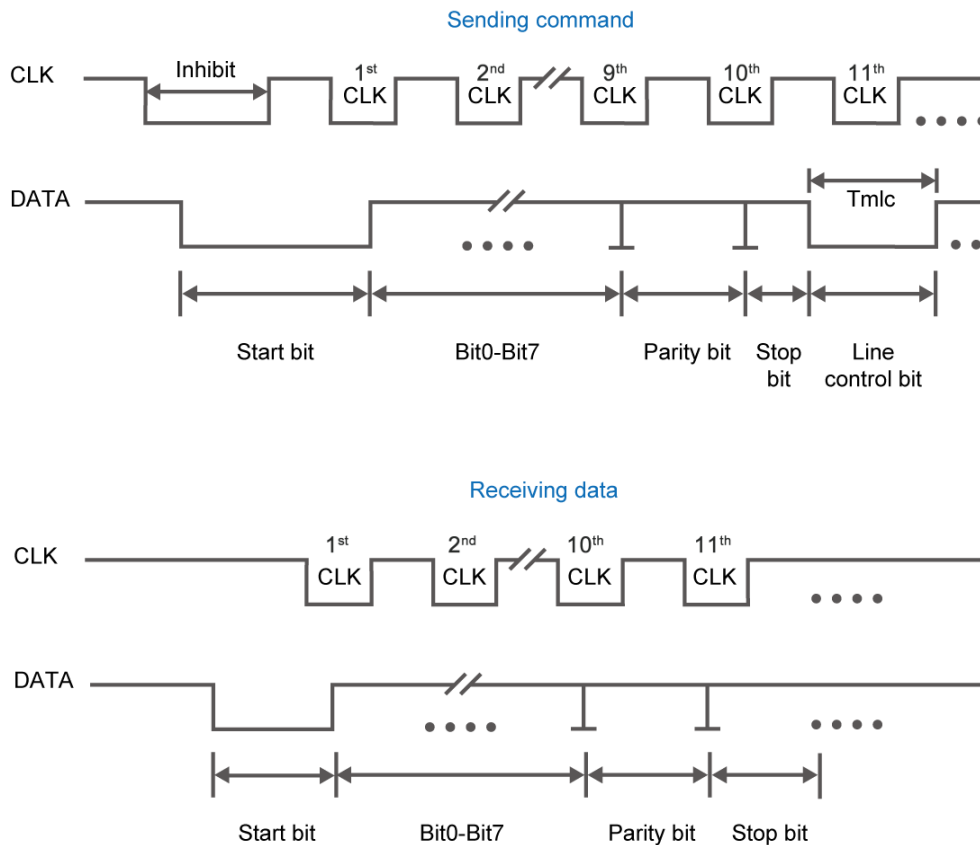 Sending command
CLK
Inhibit
1st CLK
2nd CLK
9th CLK
10th CLK
11th CLK
DATA
Tmlc
Start bit
Bit0-Bit7
Parity bit
Stop bit
Line control bit
Receiving data
CLK
1st CLK
2nd CLK
10th CLK
11th CLK
DATA
Start bit
Bit0-Bit7
Parity bit
Stop bit